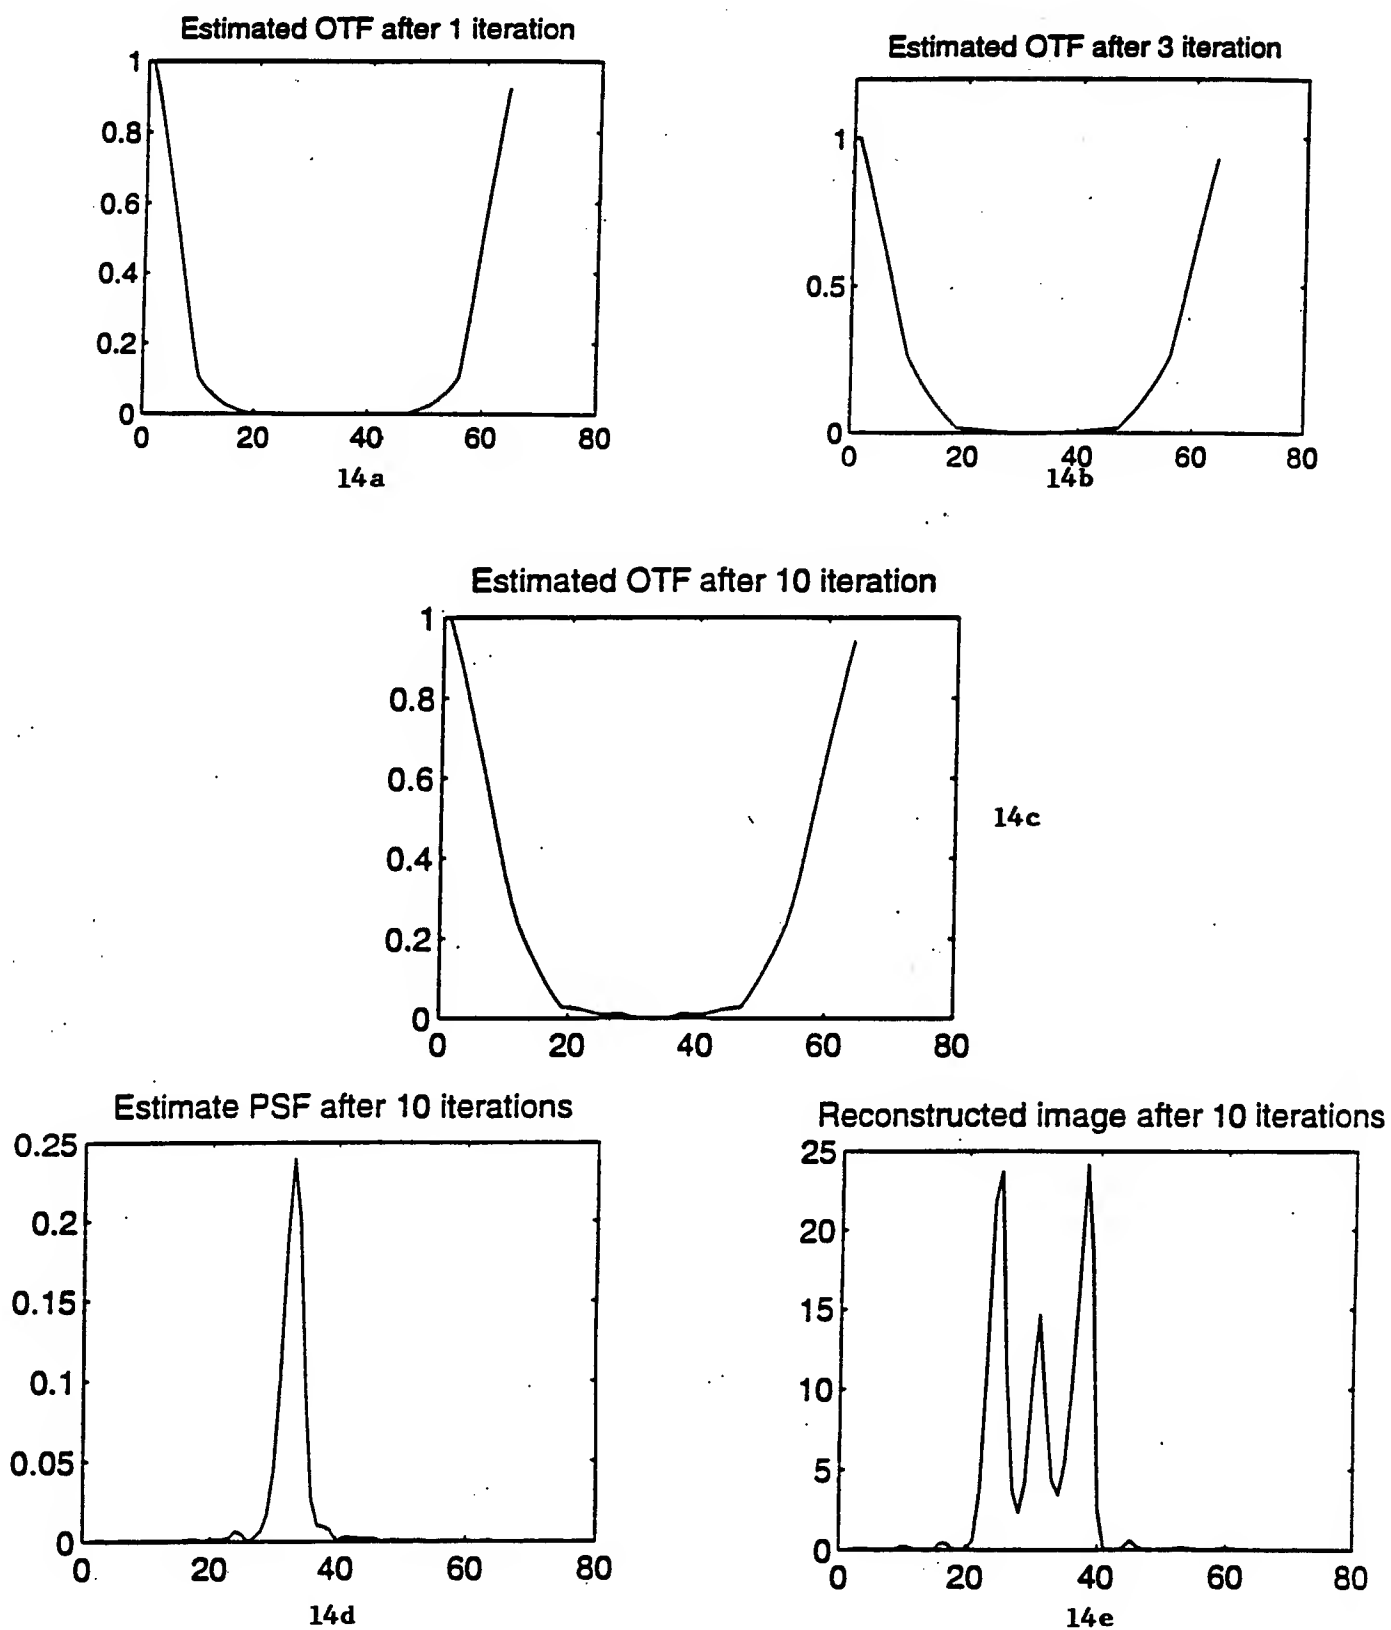 Estimated OTF after 1 iteration
1
0.8
0.6
0.4
0.2
0
0 20 40 60 80
14a
Estimated OTF after 3 iteration
1
0.5
0
0 20 40 60 80
14b
Estimated OTF after 10 iteration
1
0.8
0.6
0.4
0.2
0
0 20 40 60 80
14c
Estimate PSF after 10 iterations
0.25
0.2
0.15
0.1
0.05
0
0 20 40 60 80
14d
Reconstructed image after 10 iterations
25
20
15
10
5
0
0 20 40 60 80
14e